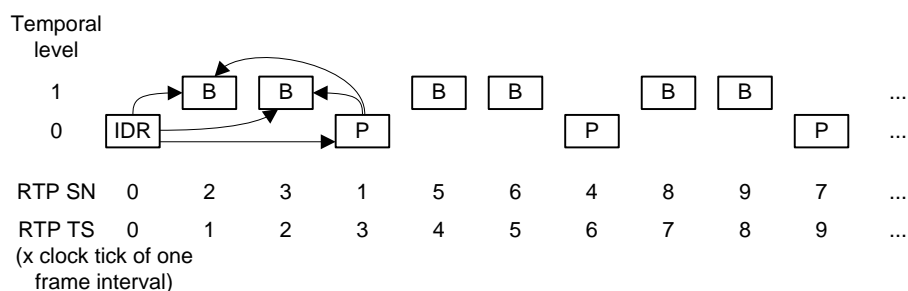 Temporal
level
1 B B B B B B ...
0 IDR P P P ...
RTP SN 0 2 3 1 5 6 4 8 9 7 ...
RTP TS 0 1 2 3 4 5 6 7 8 9 ...
(x clock tick of one
frame interval)